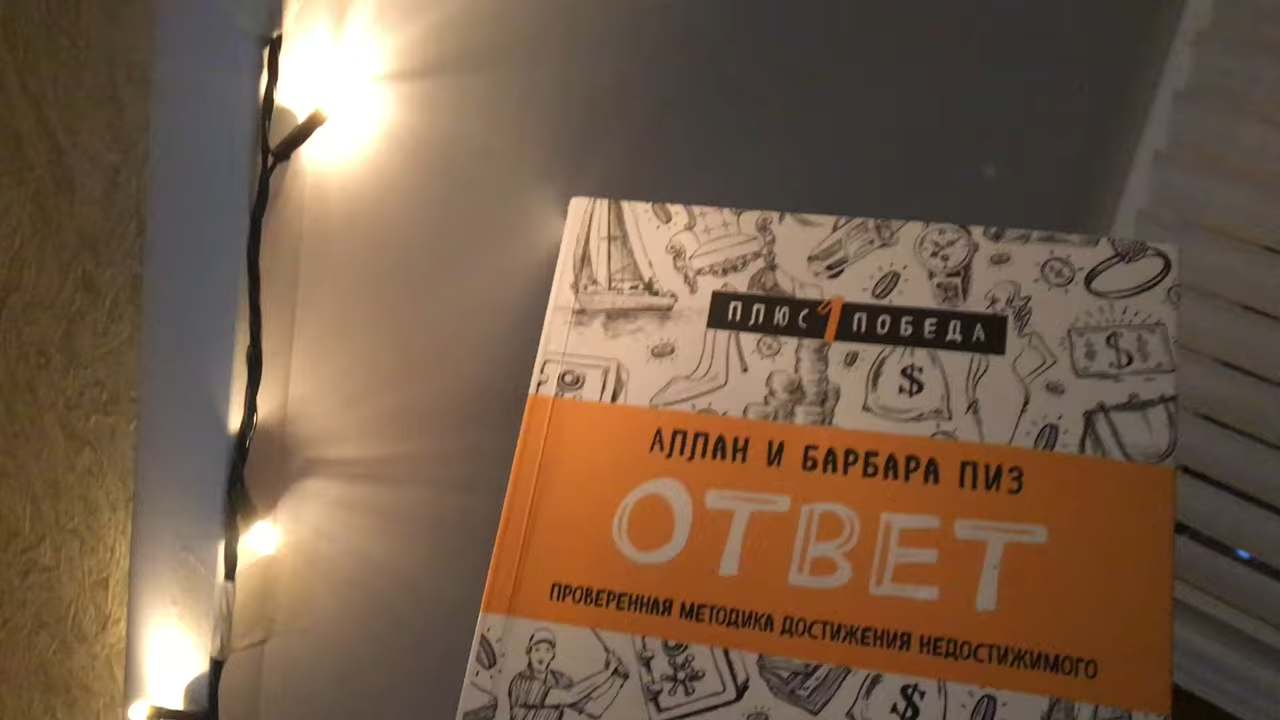 ПЛЮС 1 ПОБЕДА
АЛЛАН И БАРБАРА ПИЗ
ОТВЕТ
ПРОВЕРЕННАЯ МЕТОДИКА ДОСТИЖЕНИЯ НЕДОСТИЖИМОГО